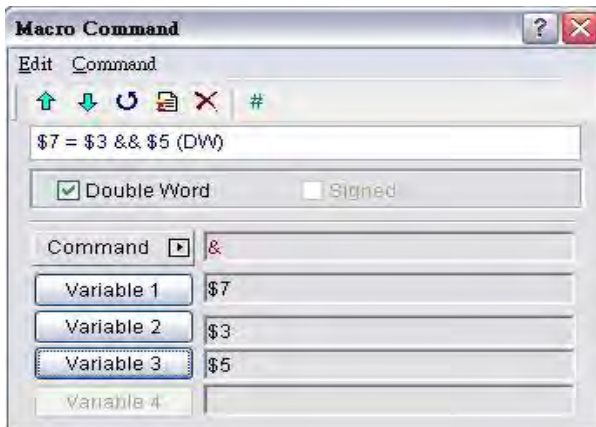 Macro Command
?
Edit Command
#
$7 = $3 && $5 (DW)
Double Word Signed
Command &
Variable 1 $7
Variable 2 $3
Variable 3 $5
Variable 4